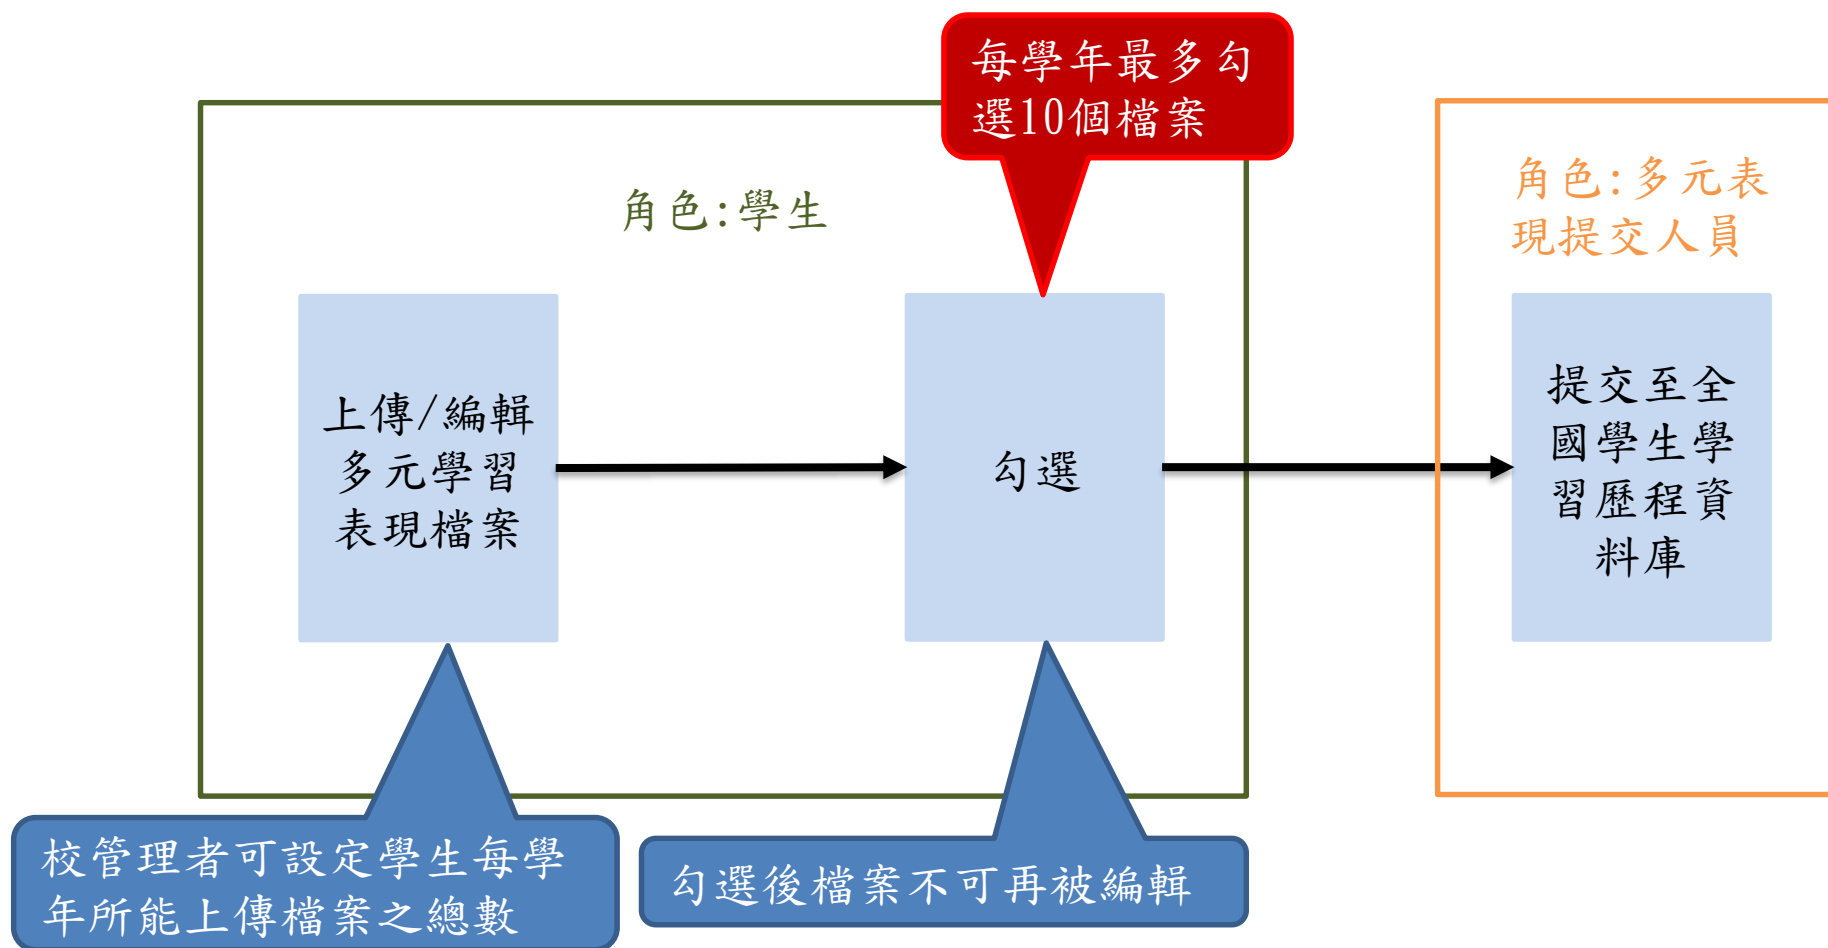 每學年最多勾
選10個檔案
角色:學生
角色:多元表
現提交人員
上傳/編輯
多元學習
表現檔案
勾選
提交至全
國學生學
習歷程資
料庫
校管理者可設定學生每學
年所能上傳檔案之總數
勾選後檔案不可再被編輯